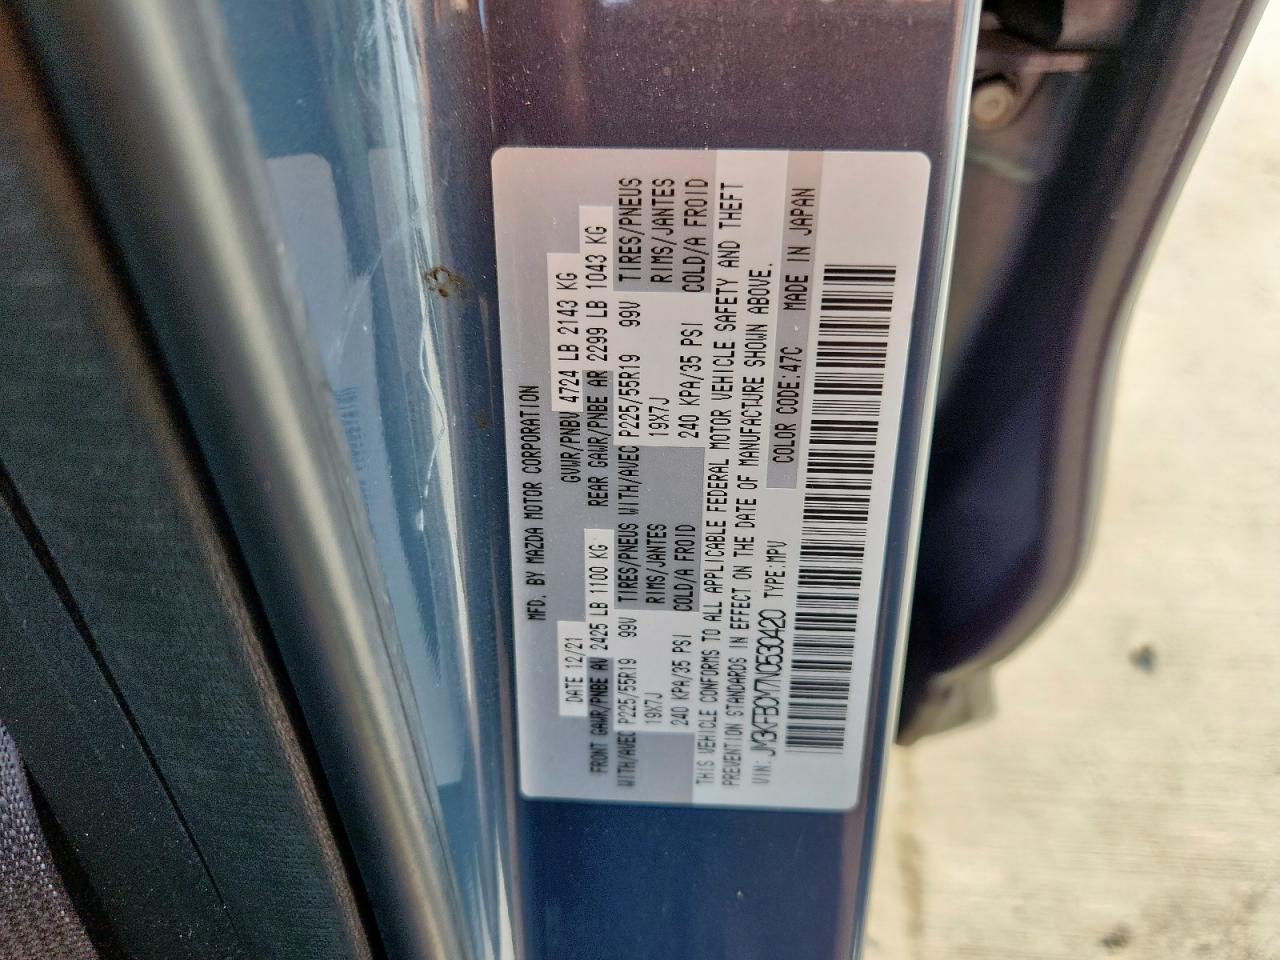 MFD. BY MAZDA MOTOR CORPORATION
DATE 12/21 GVWR/PNBV 4724 LB 2143 KG
FRONT GAWR/PNBE AV 2425 LB 1100 KG REAR GAWR/PNBE AR 2299 LB 1043 KG
WITH/AVEC P225/55R19 99V TIRES/PNEUS WITH/AVEC P225/55R19 99V TIRES/PNEUS
19X7J RIMS/JANTES 19X7J RIMS/JANTES
240 KPA/35 PSI COLD/A FROID 240 KPA/35 PSI COLD/A FROID
THIS VEHICLE CONFORMS TO ALL APPLICABLE FEDERAL MOTOR VEHICLE SAFETY AND THEFT
PREVENTION STANDARDS IN EFFECT ON THE DATE OF MANUFACTURE SHOWN ABOVE.
VIN: JM3KFBCM7N0530420 TYPE:MPV COLOR CODE:47C MADE IN JAPAN